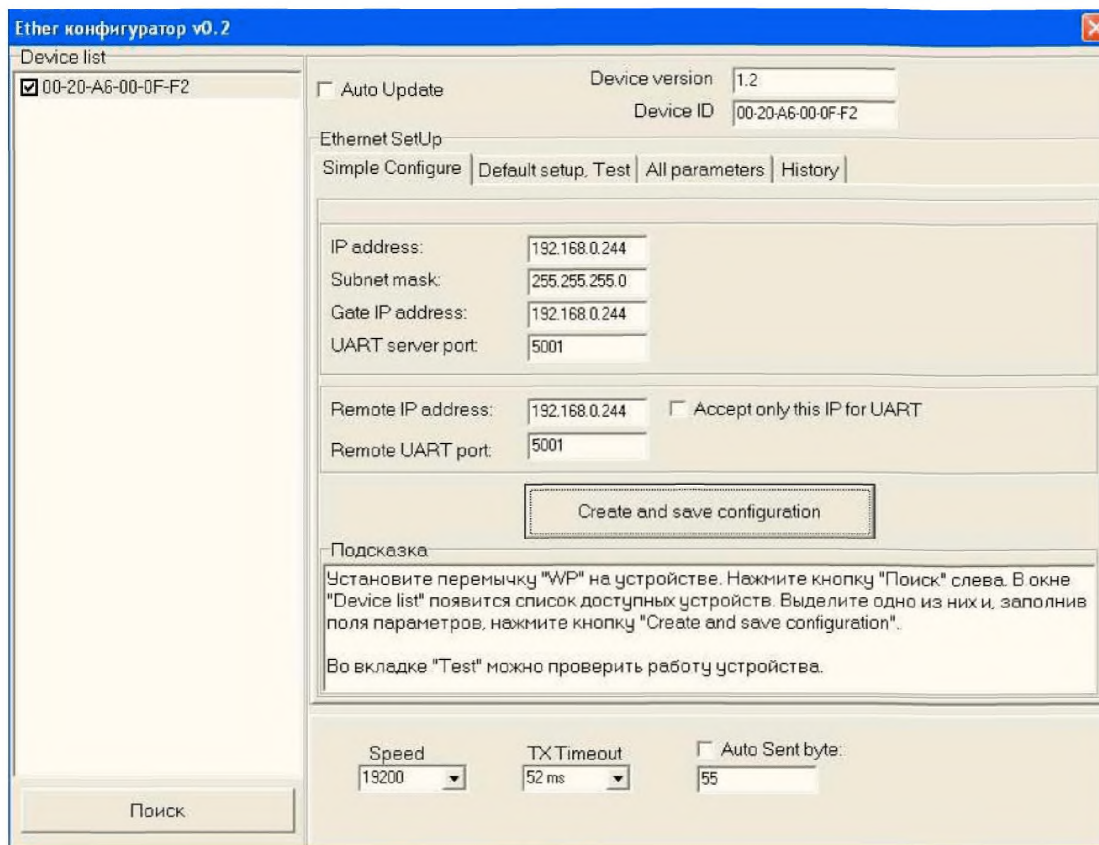 Ether конфигуратор v0.2
Device list
00-20-A6-00-0F-F2
Auto Update
Device version 1.2
Device ID 00-20-A6-00-0F-F2
Ethernet SetUp
Simple Configure Default setup, Test All parameters History
IP address: 192.168.0.244
Subnet mask: 255.255.255.0
Gate IP address: 192.168.0.244
UART server port: 5001
Remote IP address: 192.168.0.244 Accept only this IP for UART
Remote UART port: 5001
Create and save configuration
Подсказка
Установите перемычку "WP" на устройстве. Нажмите кнопку "Поиск" слева. В окне
"Device list" появится список доступных устройств. Выделите одно из них и, заполнив
поля параметров, нажмите кнопку "Create and save configuration".
Во вкладке "Test" можно проверить работу устройства.
Speed TX Timeout Auto Sent byte:
19200 52 ms 55
Поиск